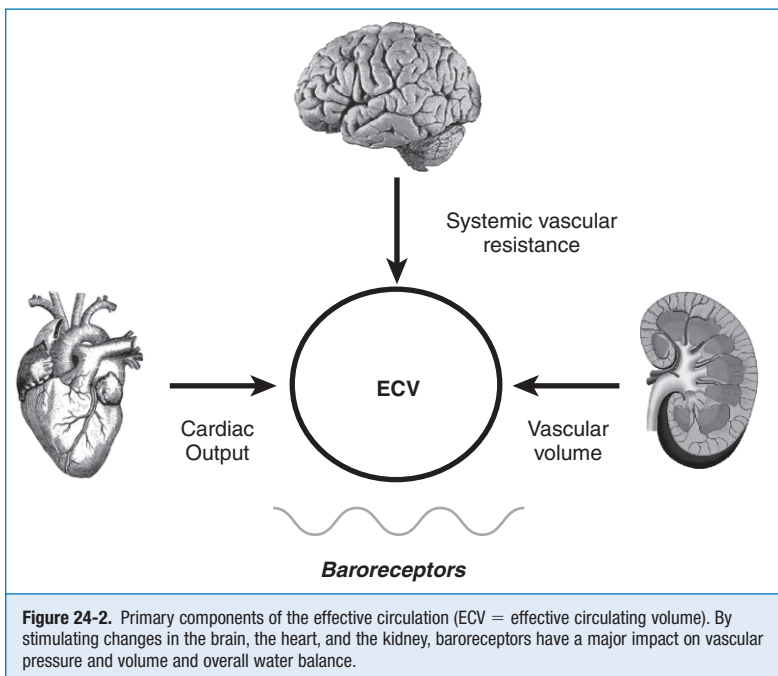 Systemic vascular
resistance
ECV
Cardiac
Output
Vascular
volume
Baroreceptors
Figure 24-2. Primary components of the effective circulation (ECV = effective circulating volume). By
stimulating changes in the brain, the heart, and the kidney, baroreceptors have a major impact on vascular
pressure and volume and overall water balance.